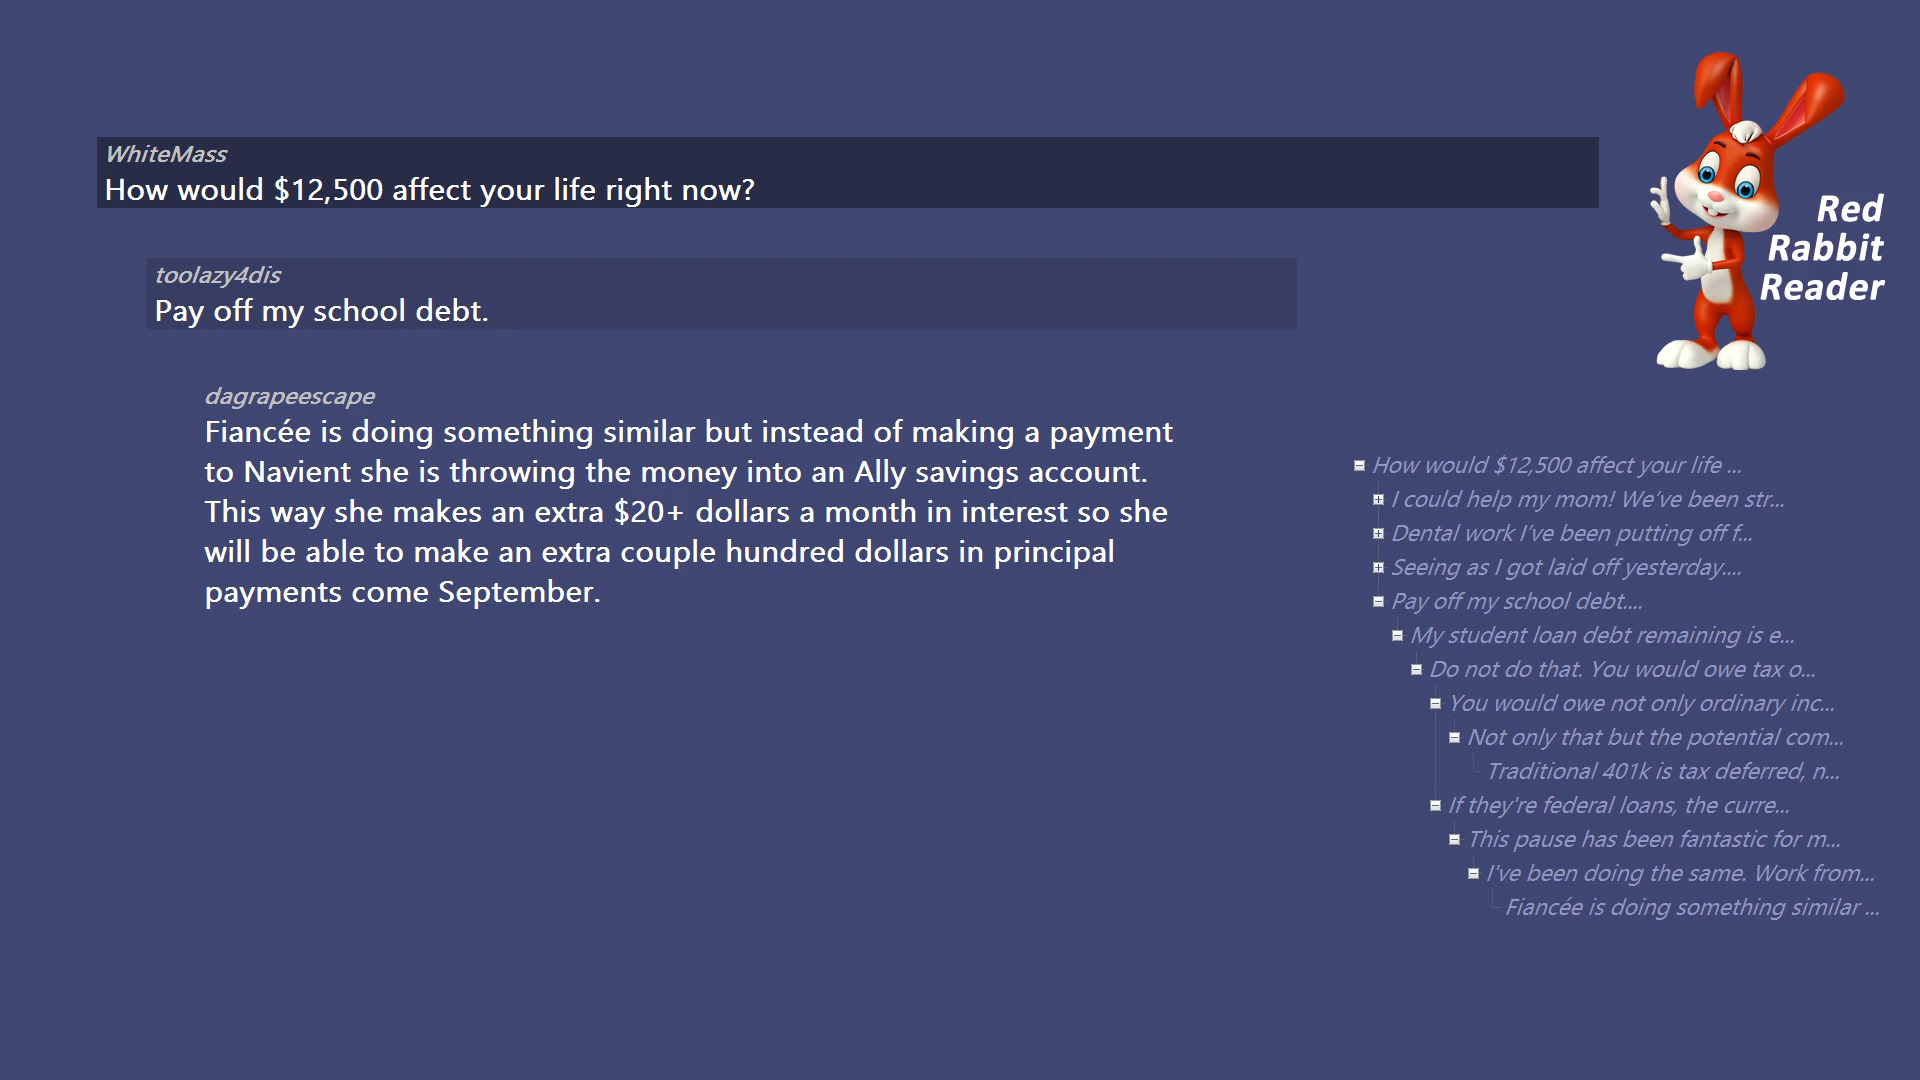 WhiteMass
How would $12,500 affect your life right now?
toolazy4dis
Pay off my school debt.
dagrapeescape
Fiancée is doing something similar but instead of making a payment
to Navient she is throwing the money into an Ally savings account.
This way she makes an extra $20+ dollars a month in interest so she
will be able to make an extra couple hundred dollars in principal
payments come September.
Red
Rabbit
Reader
How would $12,500 affect your life ...
I could help my mom! We’ve been str...
Dental work I’ve been putting off f...
Seeing as I got laid off yesterday....
Pay off my school debt....
My student loan debt remaining is e...
Do not do that. You would owe tax o...
You would owe not only ordinary inc...
Not only that but the potential com...
Traditional 401k is tax deferred, n...
If they're federal loans, the curre...
This pause has been fantastic for m...
I've been doing the same. Work from...
Fiancée is doing something similar ...